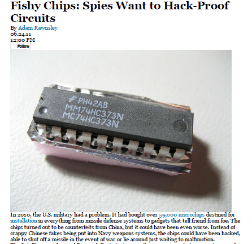 Fishy Chips: Spies Want to Hack-Proof
Circuits
By Adam Rawnsley
06.24.11
12:00 PM
Follow
PH42AB
MM74HC373N
MC74HC373N
In 2010, the U.S. military had a problem. It had bought over 59,000 microchips destined for
installation in everything from missile defense systems to gadgets that tell friend from foe. The
chips turned out to be counterfeits from China, but it could have been even worse. Instead of
crappy Chinese fakes being put into Navy weapons systems, the chips could have been hacked,
able to shut off a missile in the event of war or lie around just waiting to malfunction.